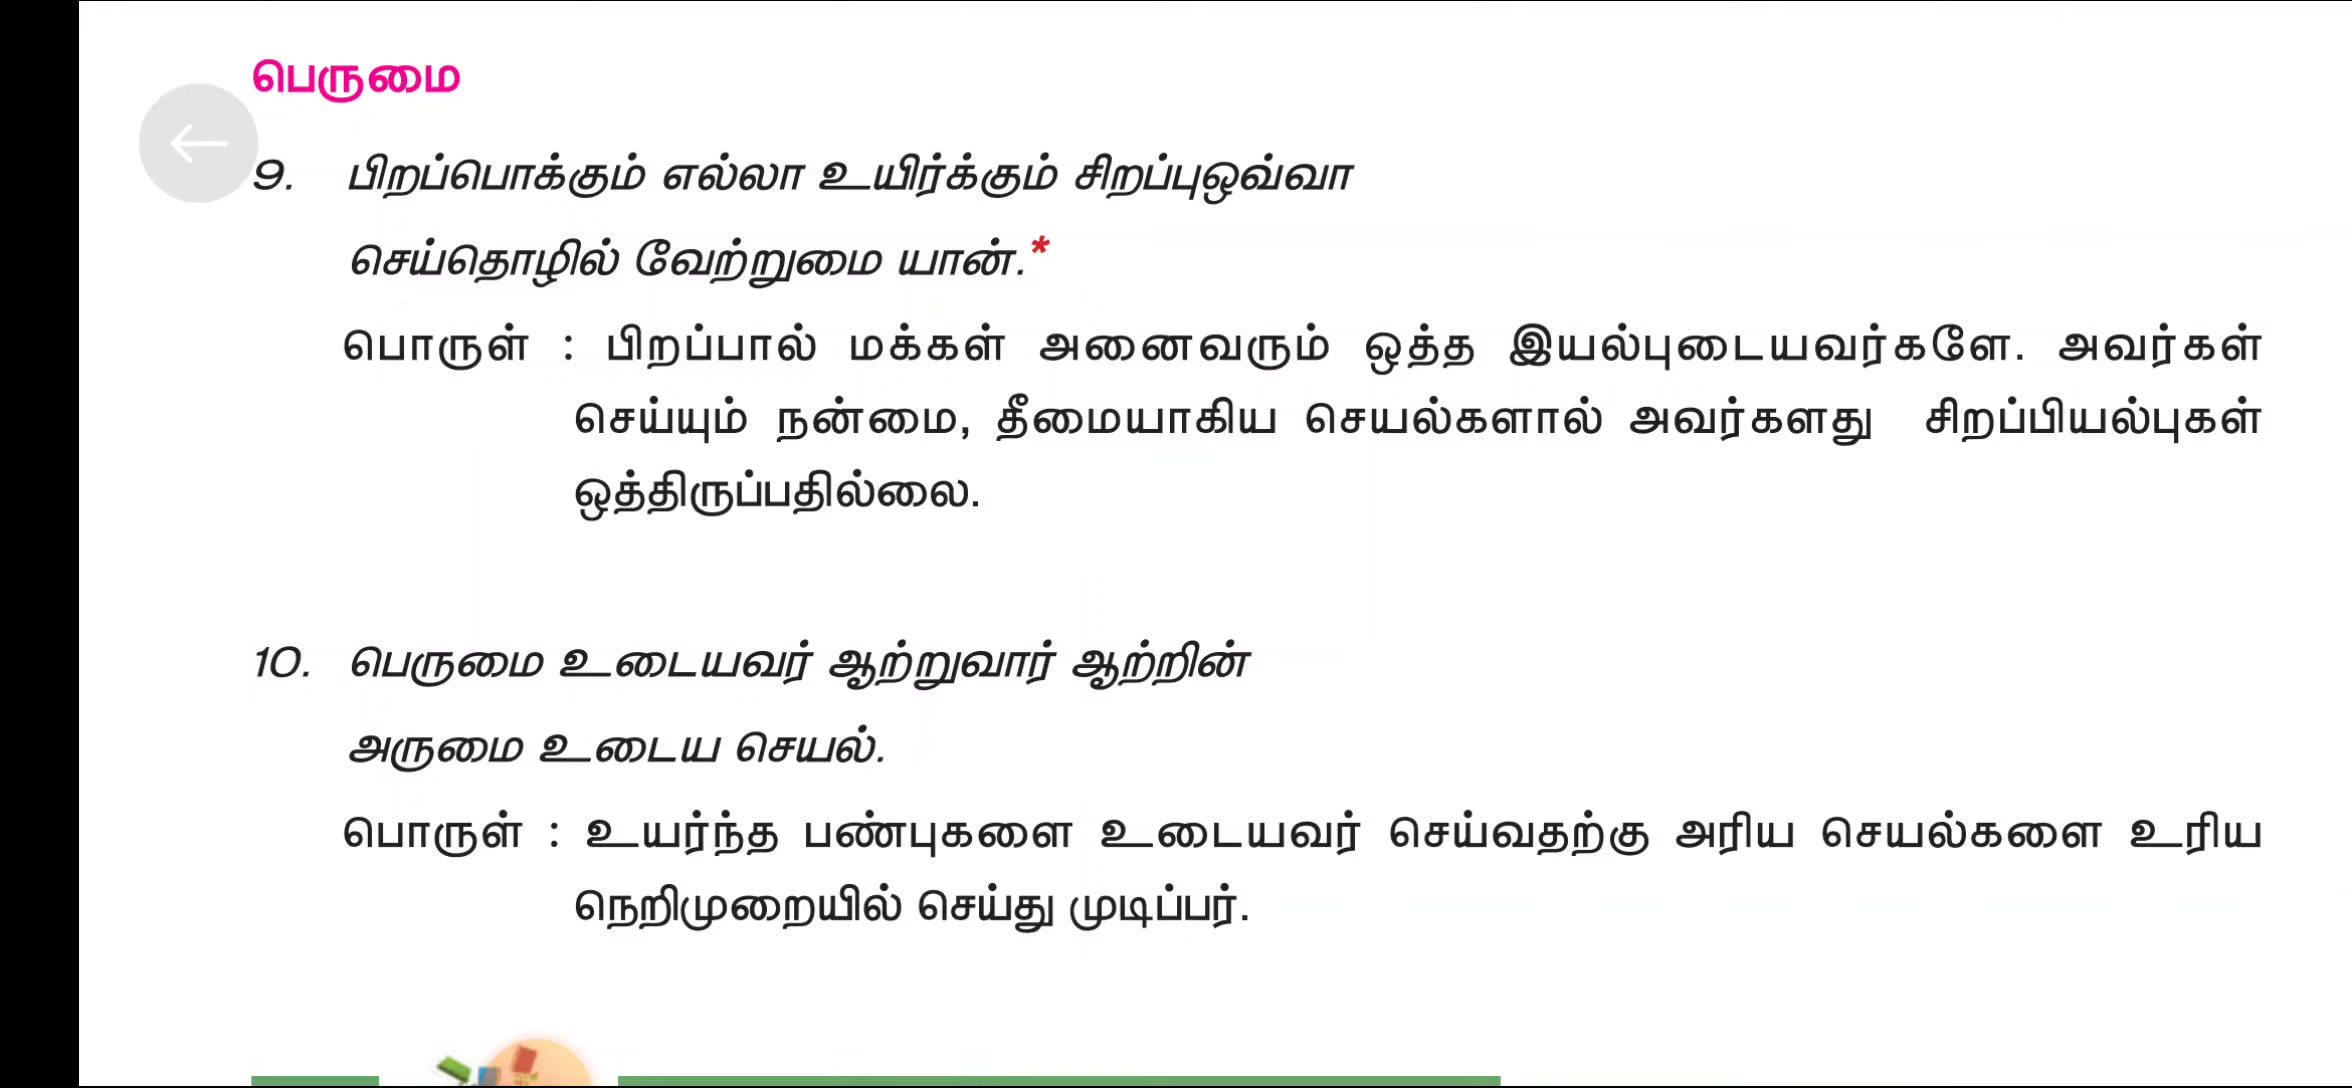 பெருமை
9. பிறப்பொக்கும் எல்லா உயிர்க்கும் சிறப்புஒவ்வா
செய்தொழில் வேற்றுமை யான்.*
பொருள் : பிறப்பால் மக்கள் அனைவரும் ஒத்த இயல்புடையவர்களே. அவர்கள்
செய்யும் நன்மை, தீமையாகிய செயல்களால் அவர்களது சிறப்பியல்புகள்
ஒத்திருப்பதில்லை.
10. பெருமை உடையவர் ஆற்றுவார் ஆற்றின்
அருமை உடைய செயல்.
பொருள் : உயர்ந்த பண்புகளை உடையவர் செய்வதற்கு அரிய செயல்களை உரிய
நெறிமுறையில் செய்து முடிப்பர்.